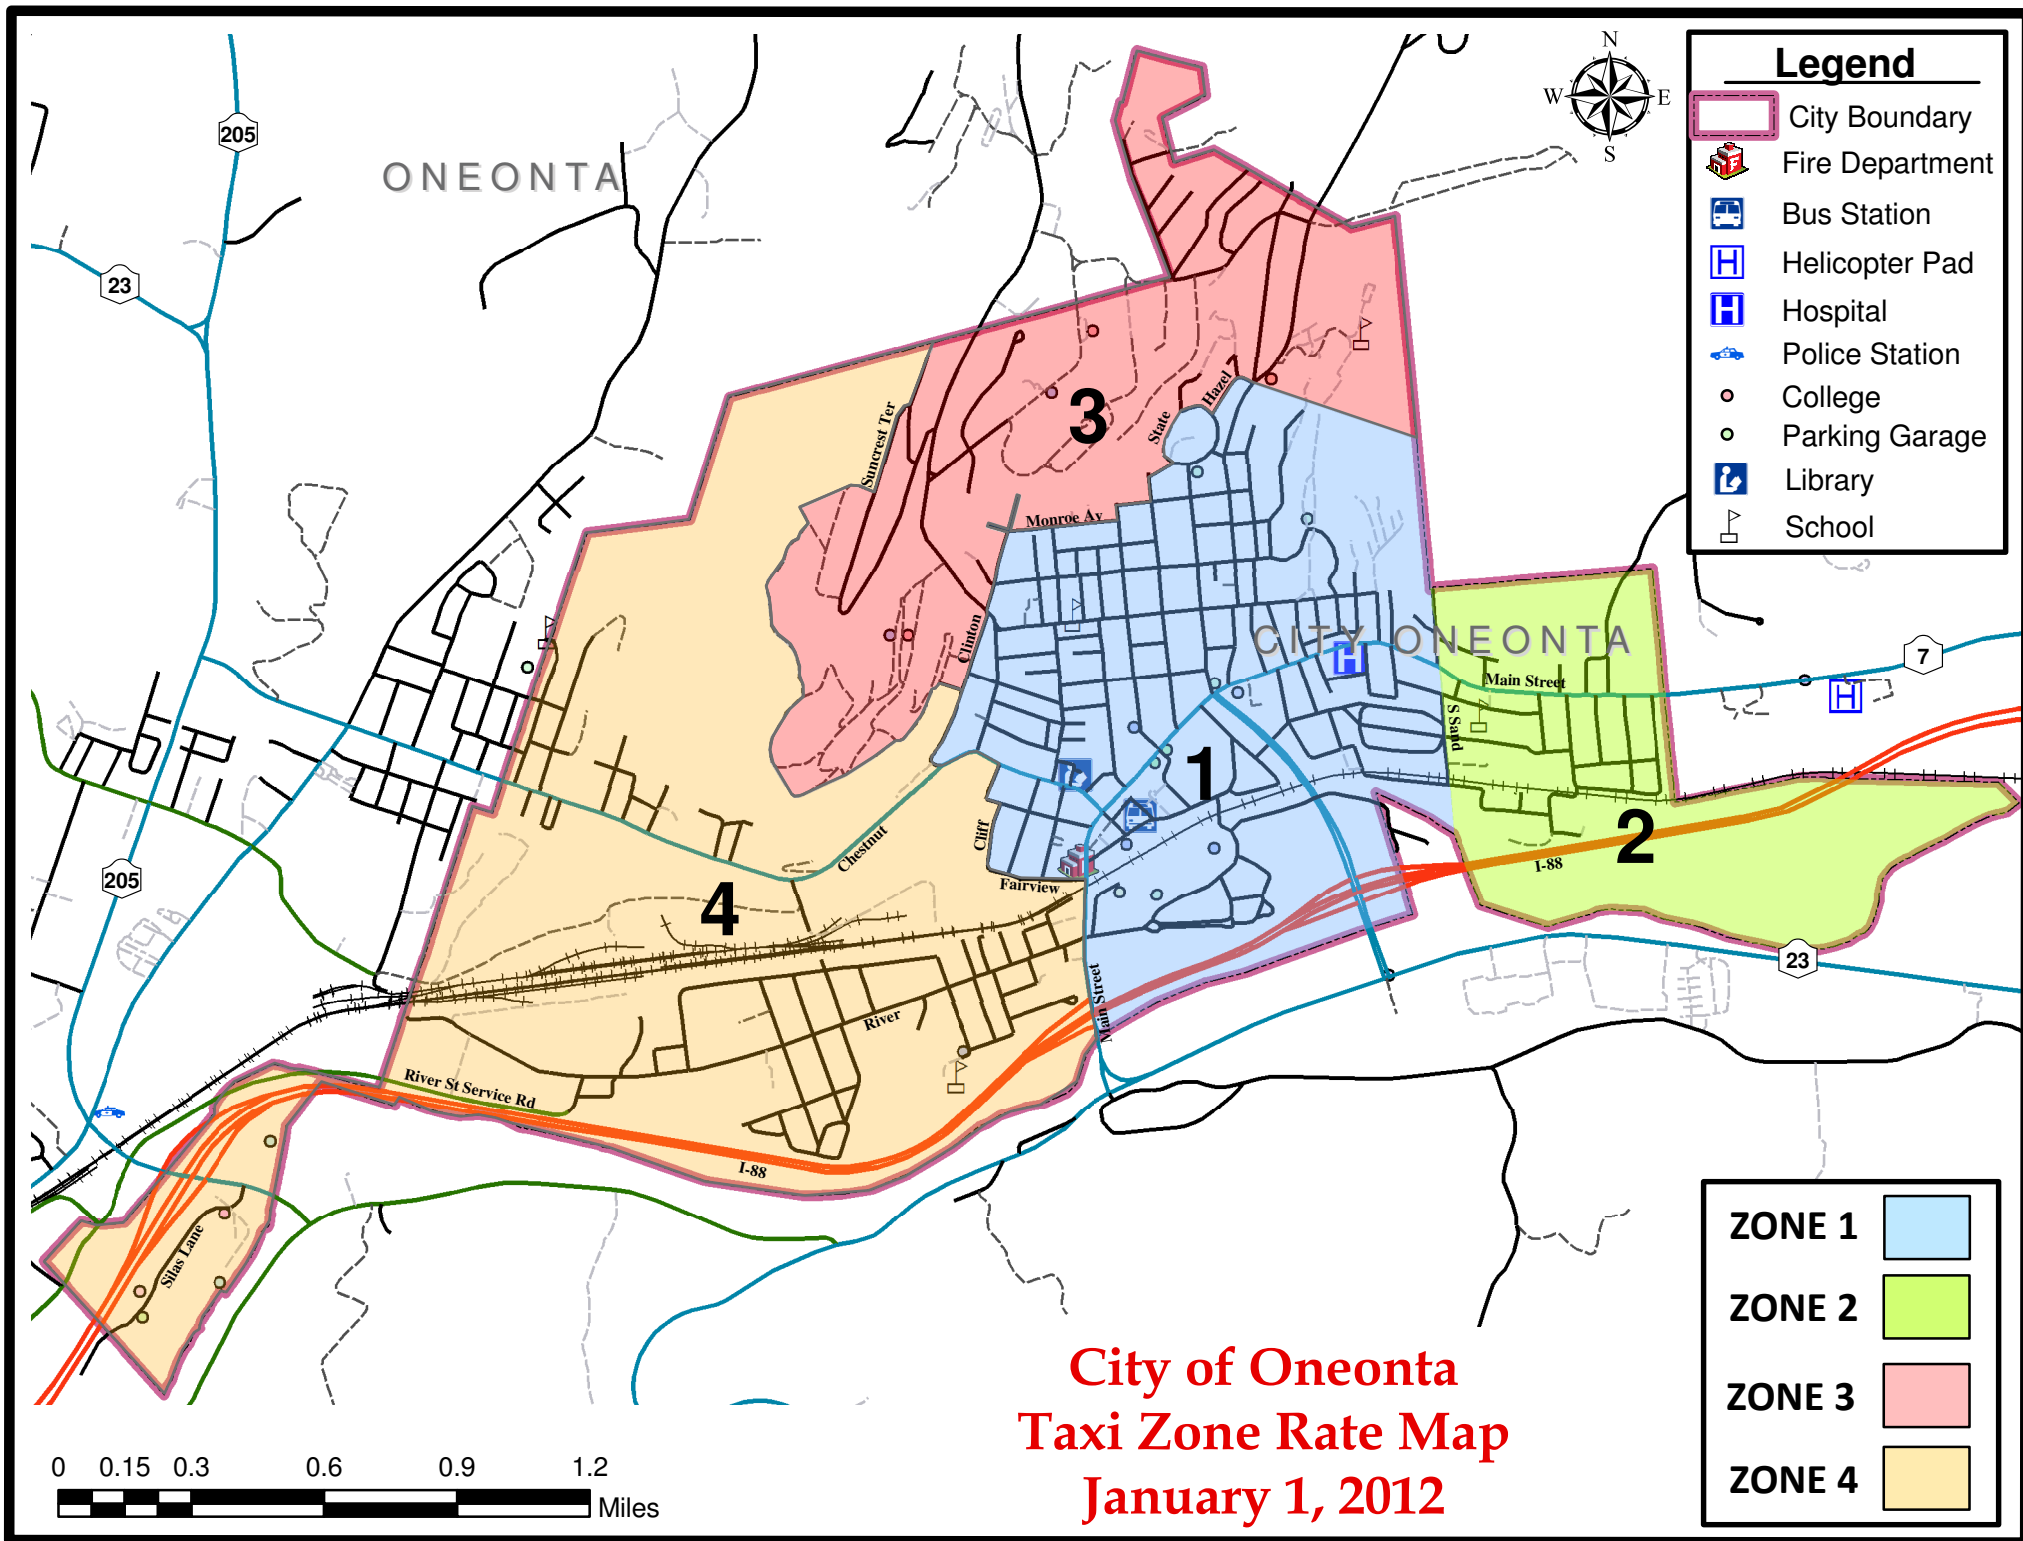 N
W E
S
Legend
City Boundary
Fire Department
Bus Station
Helicopter Pad
Hospital
Police Station
College
Parking Garage
Library
School
205
ONEONTA
23
3
Suncrest Ter
State
Hazel
Monroe Av
Clinton
CITY ONEONTA
H
Main Street
7
H
S Sand
1
Cliff
Chestnut
2
I-88
205
4
Fairview
23
Main Street
River
River St Service Rd
I-88
Silas Lane
ZONE 1
ZONE 2
ZONE 3
ZONE 4
City of Oneonta
Taxi Zone Rate Map
January 1, 2012
0 0.15 0.3 0.6 0.9 1.2
Miles